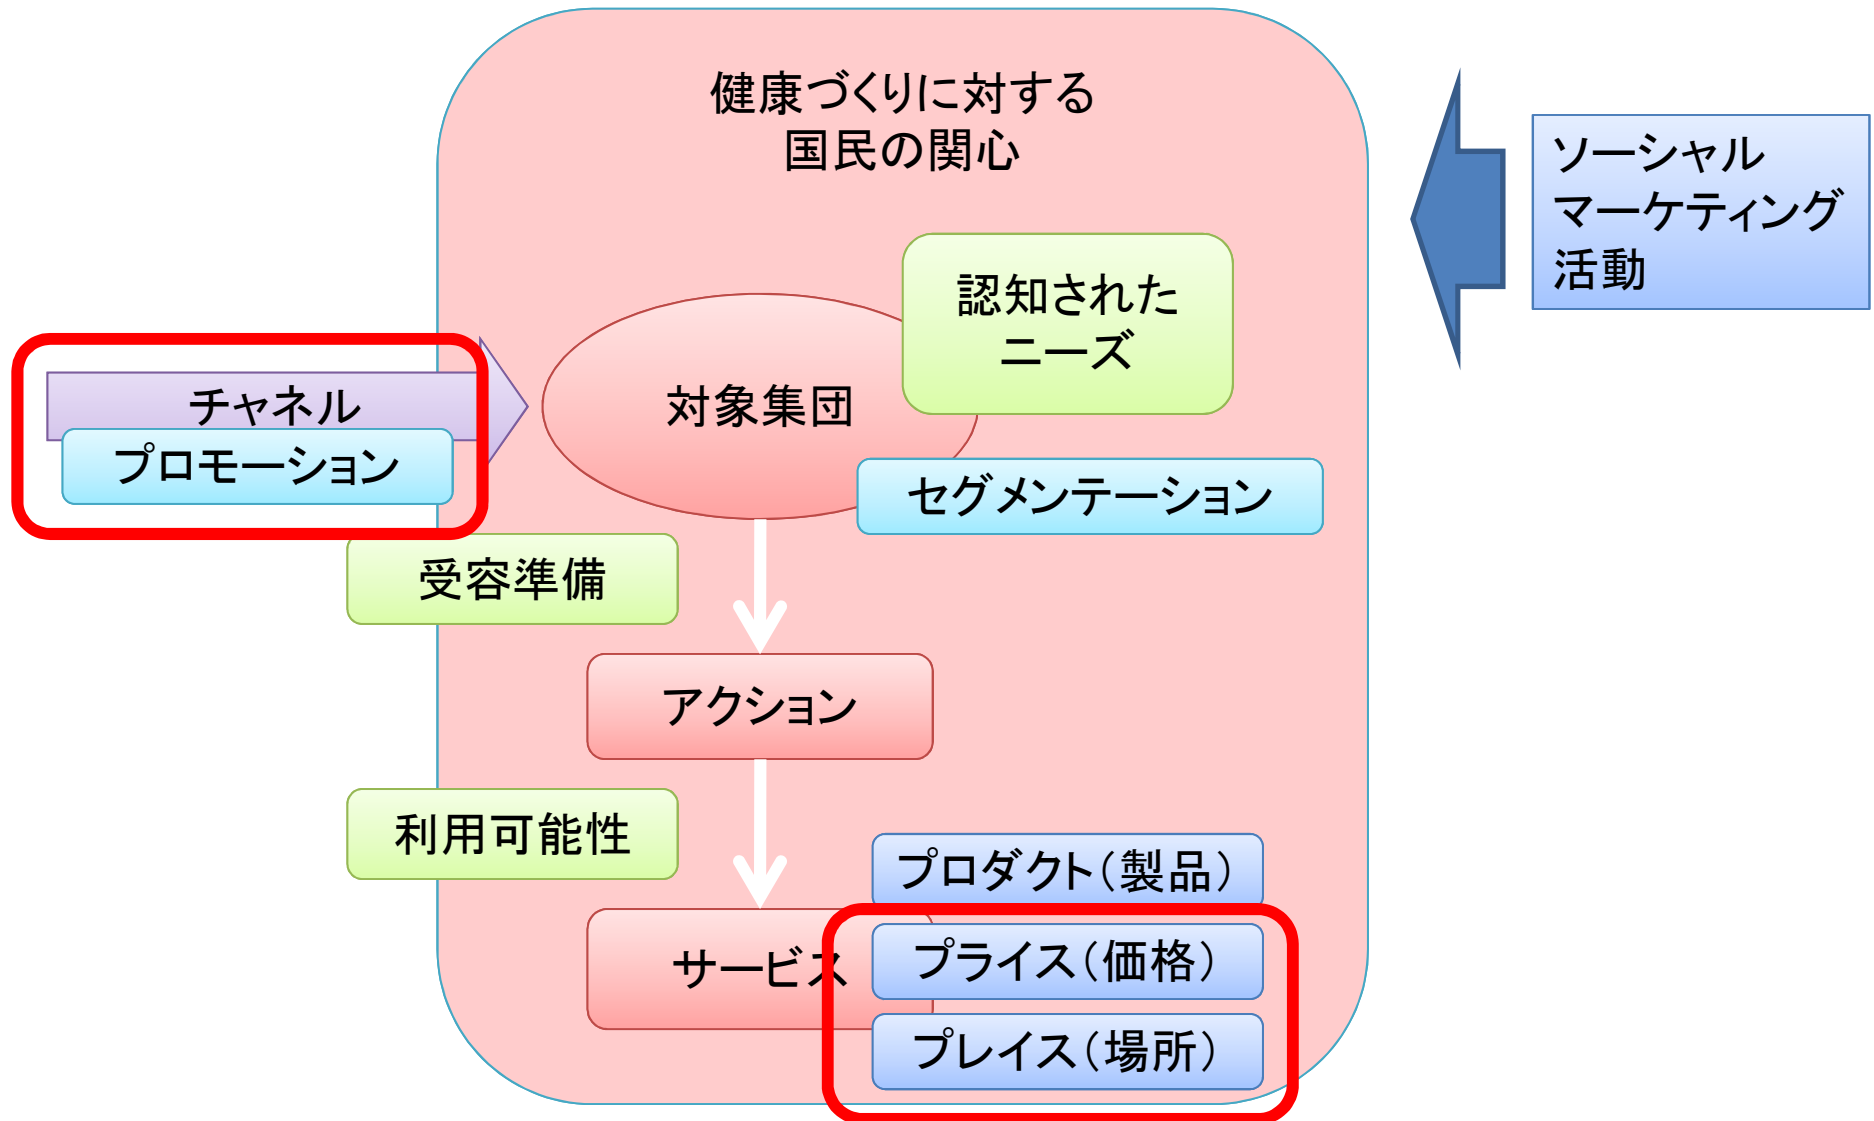 健康づくりに対する
国民の関心
ソーシャル
マーケティング
活動
認知された
ニーズ
チャネル
対象集団
プロモーション
セグメンテーション
受容準備
アクション
利用可能性
プロダクト(製品)
サービス
プライス(価格)
プレイス(場所)